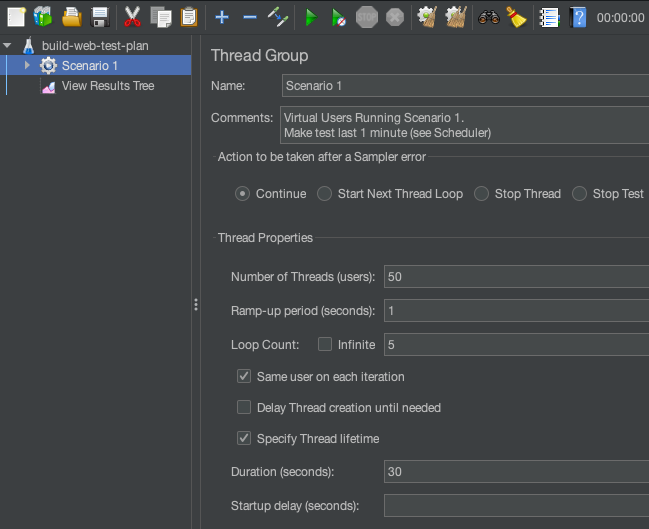 00:00:00
build-web-test-plan
Scenario 1
View Results Tree
Thread Group
Name: Scenario 1
Comments: Virtual Users Running Scenario 1.
Make test last 1 minute (see Scheduler)
Action to be taken after a Sampler error
Continue Start Next Thread Loop Stop Thread Stop Test
Thread Properties
Number of Threads (users): 50
Ramp-up period (seconds): 1
Loop Count: Infinite 5
Same user on each iteration
Delay Thread creation until needed
Specify Thread lifetime
Duration (seconds): 30
Startup delay (seconds):